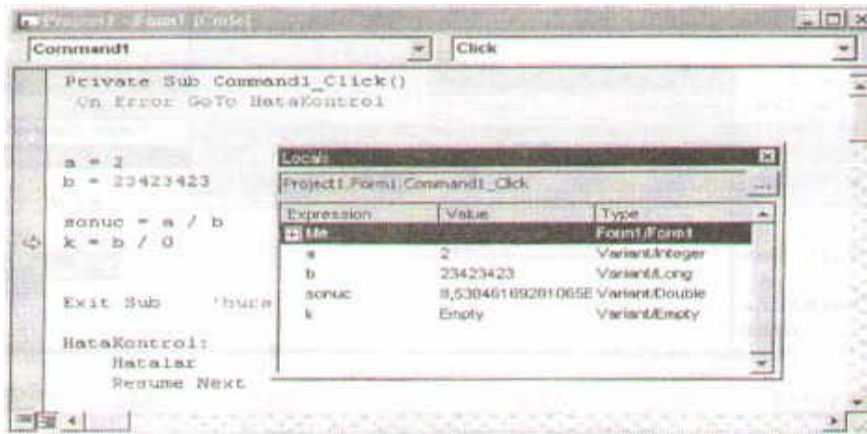 Project1 - Form1 (Code)
Command1
Click
Private Sub Command1_Click()
On Error GoTo HataKontrol
a = 2
b = 23423423
sonuc = a / b
k = b / 0
Exit Sub
HataKontrol:
Hatalar
Resume Next
Locals
Project1.Form1.Command1_Click
...
Expression Value Type
Me Form1/Form1
a 2 Variant/Integer
b 23423423 Variant/Long
sonuc 8,53846169281065E Variant/Double
k Empty Variant/Empty